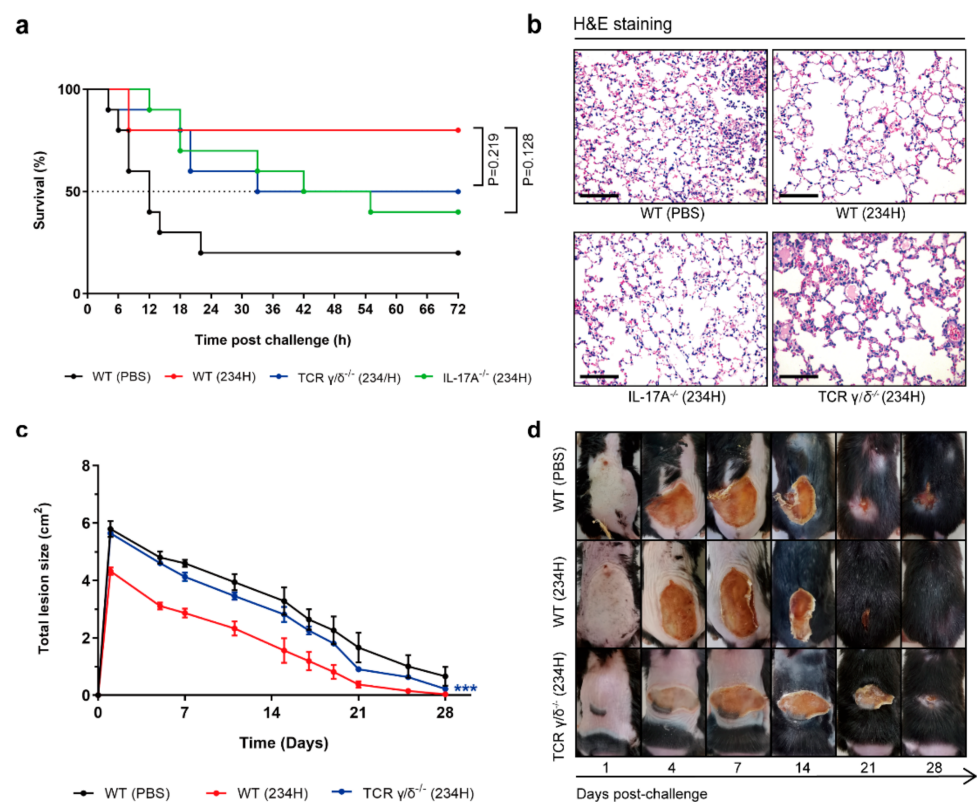 a
100
50
0
Survival (%)
0 6 12 18 24 30 36 42 48 54 60 66 72
Time post challenge (h)
P=0.219
P=0.128
WT (PBS) WT (234H) TCR γ/δ⁻/⁻ (234/H) IL-17A⁻/⁻ (234H)
b
H&E staining
WT (PBS) WT (234H)
IL-17A⁻/⁻ (234H) TCR γ/δ⁻/⁻ (234H)
c
8
6
4
2
0
Total lesion size (cm²)
0 7 14 21 28
***
Time (Days)
WT (PBS) WT (234H) TCR γ/δ⁻/⁻ (234H)
d
WT (PBS)
WT (234H)
TCR γ/δ⁻/⁻ (234H)
1 4 7 14 21 28
Days post-challenge